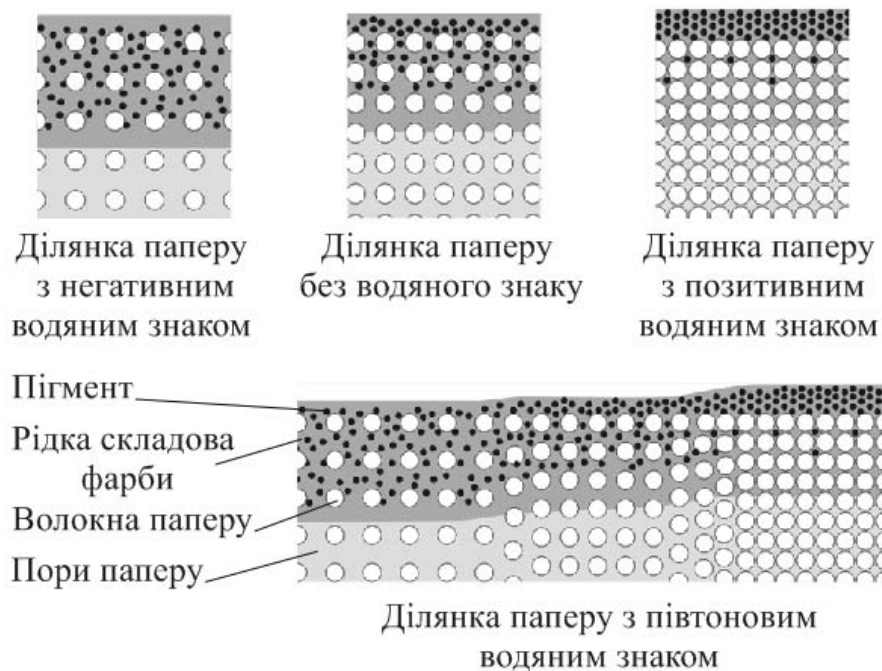 Ділянка паперу
з негативним
водяним знаком
Ділянка паперу
без водяного знаку
Ділянка паперу
з позитивним
водяним знаком
Пігмент
Рідка складова
фарби
Волокна паперу
Пори паперу
Ділянка паперу з півтоновим
водяним знаком